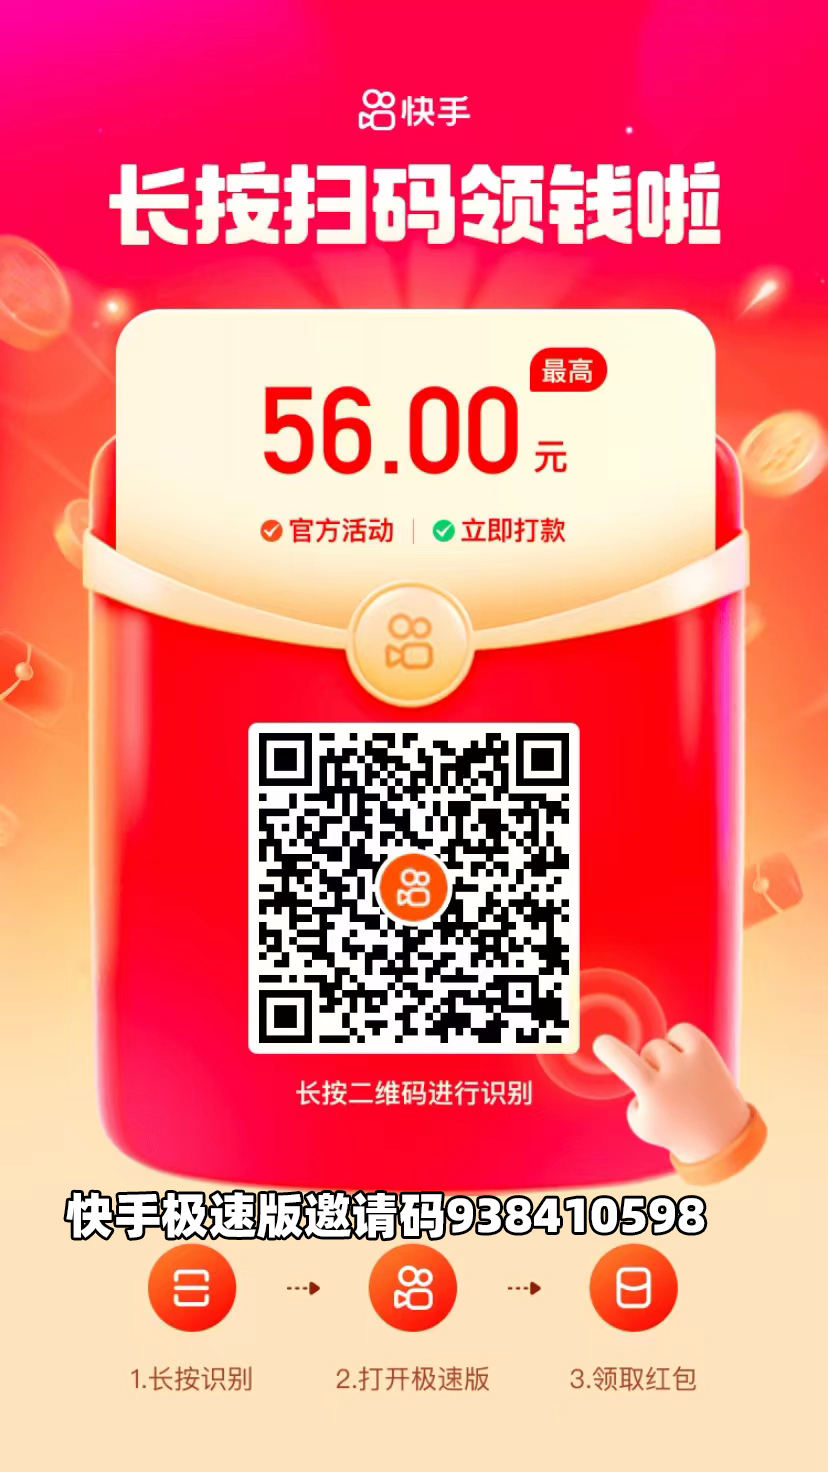 快手
长按扫码领钱啦
最高
56.00元
官方活动 立即打款
长按二维码进行识别
快手极速版邀请码938410598
1.长按识别 2.打开极速版 3.领取红包